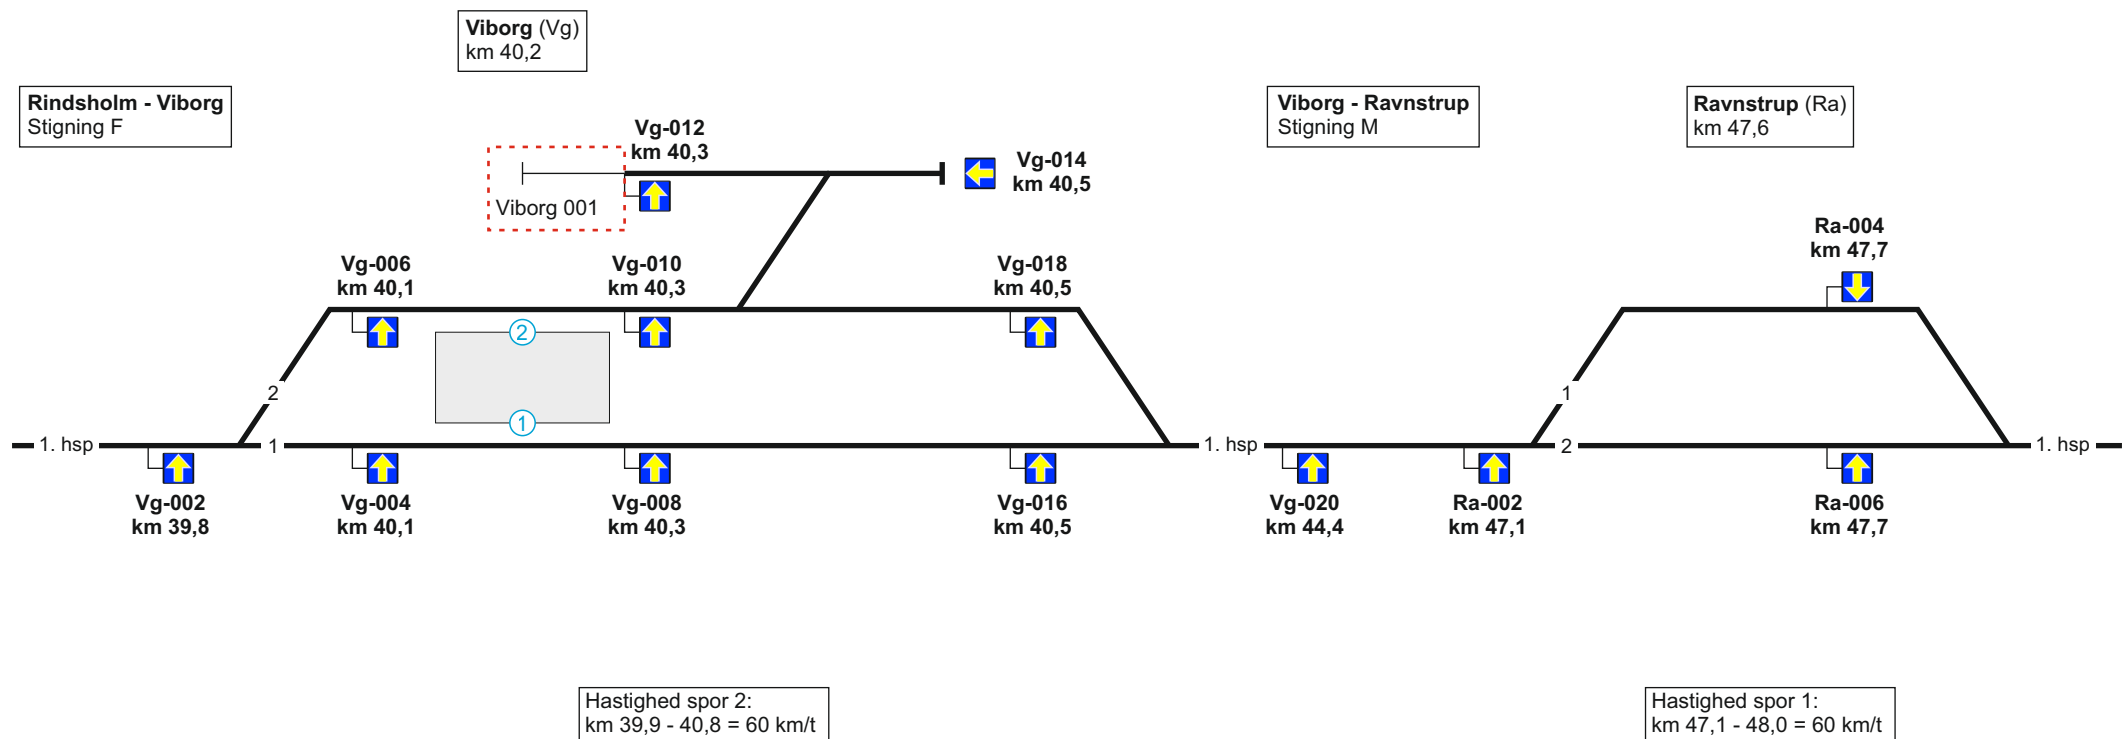 Viborg (Vg)
km 40,2
Rindsholm - Viborg
Stigning F
Viborg - Ravnstrup
Stigning M
Ravnstrup (Ra)
km 47,6
Vg-012
km 40,3
Vg-014
km 40,5
Viborg 001
Vg-006
km 40,1
Vg-010
km 40,3
Vg-018
km 40,5
Ra-004
km 47,7
2
2
1
1
1. hsp
1
1. hsp
2
1. hsp
Vg-002
km 39,8
Vg-004
km 40,1
Vg-008
km 40,3
Vg-016
km 40,5
Vg-020
km 44,4
Ra-002
km 47,1
Ra-006
km 47,7
Hastighed spor 2:
km 39,9 - 40,8 = 60 km/t
Hastighed spor 1:
km 47,1 - 48,0 = 60 km/t